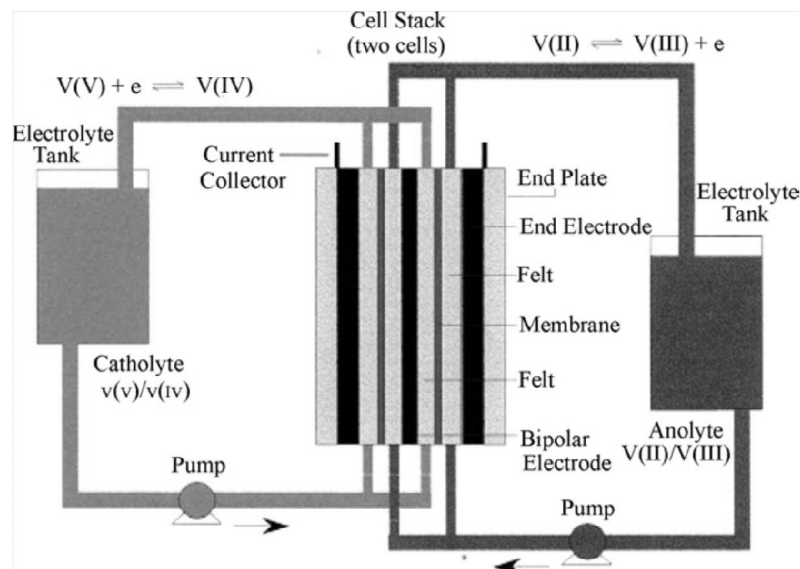 Cell Stack
(two cells)
V(II) ⇌ V(III) + e
V(V) + e ⇌ V(IV)
Electrolyte
Tank
Current
Collector
End Plate
Electrolyte
Tank
End Electrode
Felt
Membrane
Catholyte
v(v)/v(Iv)
Felt
Bipolar
Electrode
Anolyte
V(II)/V(III)
Pump
Pump